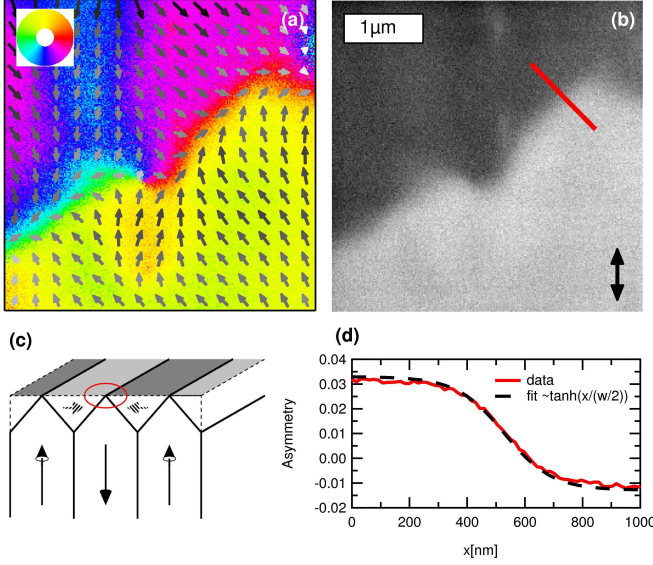 (a)
(b)
1μm
(c)
(d)
0.04
0.03
0.02
0.01
0.00
-0.01
-0.01
Asymmetry
data
fit ~tanh(x/(w/2))
0
200
400
600
800
1000
x[nm]